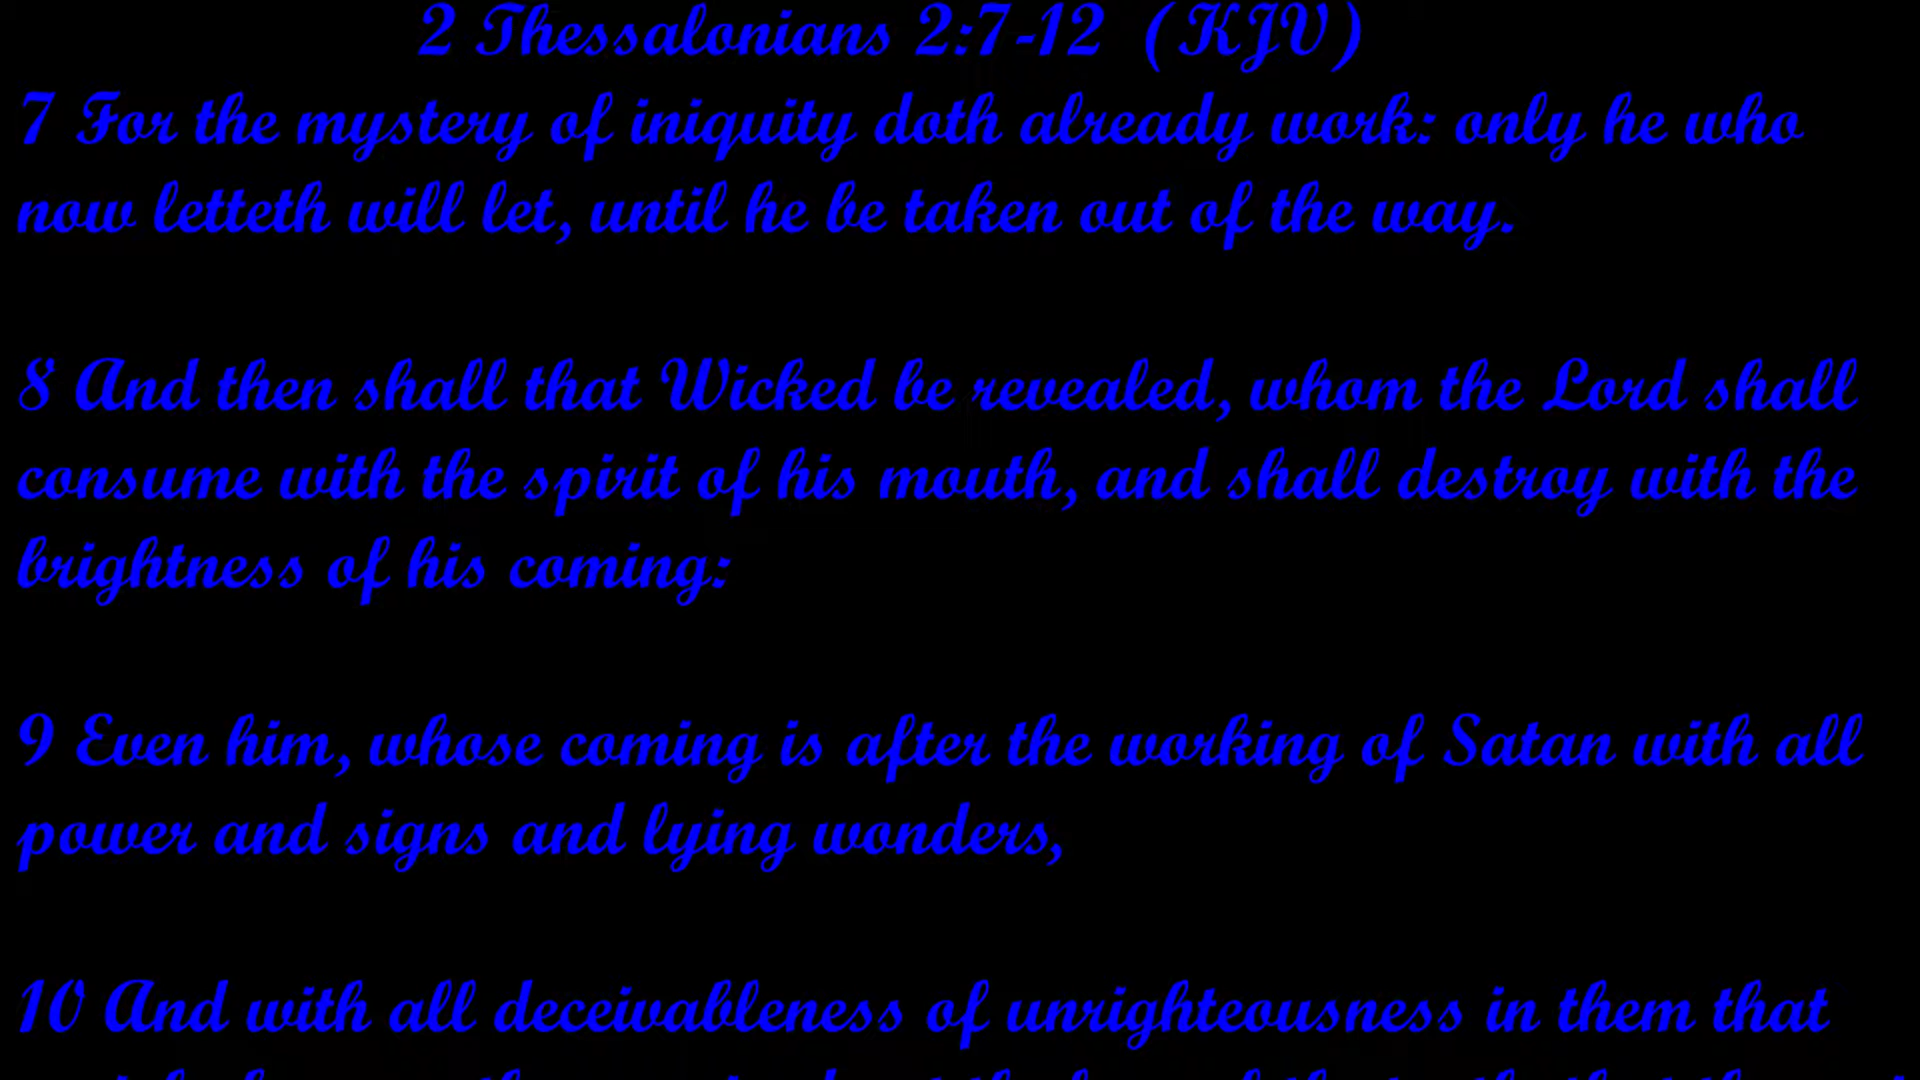 2 Thessalonians 2:7-12 (KJV)
7 For the mystery of iniquity doth already work: only he who
now letteth will let, until he be taken out of the way.
8 And then shall that Wicked be revealed, whom the Lord shall
consume with the spirit of his mouth, and shall destroy with the
brightness of his coming:
9 Even him, whose coming is after the working of Satan with all
power and signs and lying wonders,
10 And with all deceivableness of unrighteousness in them that